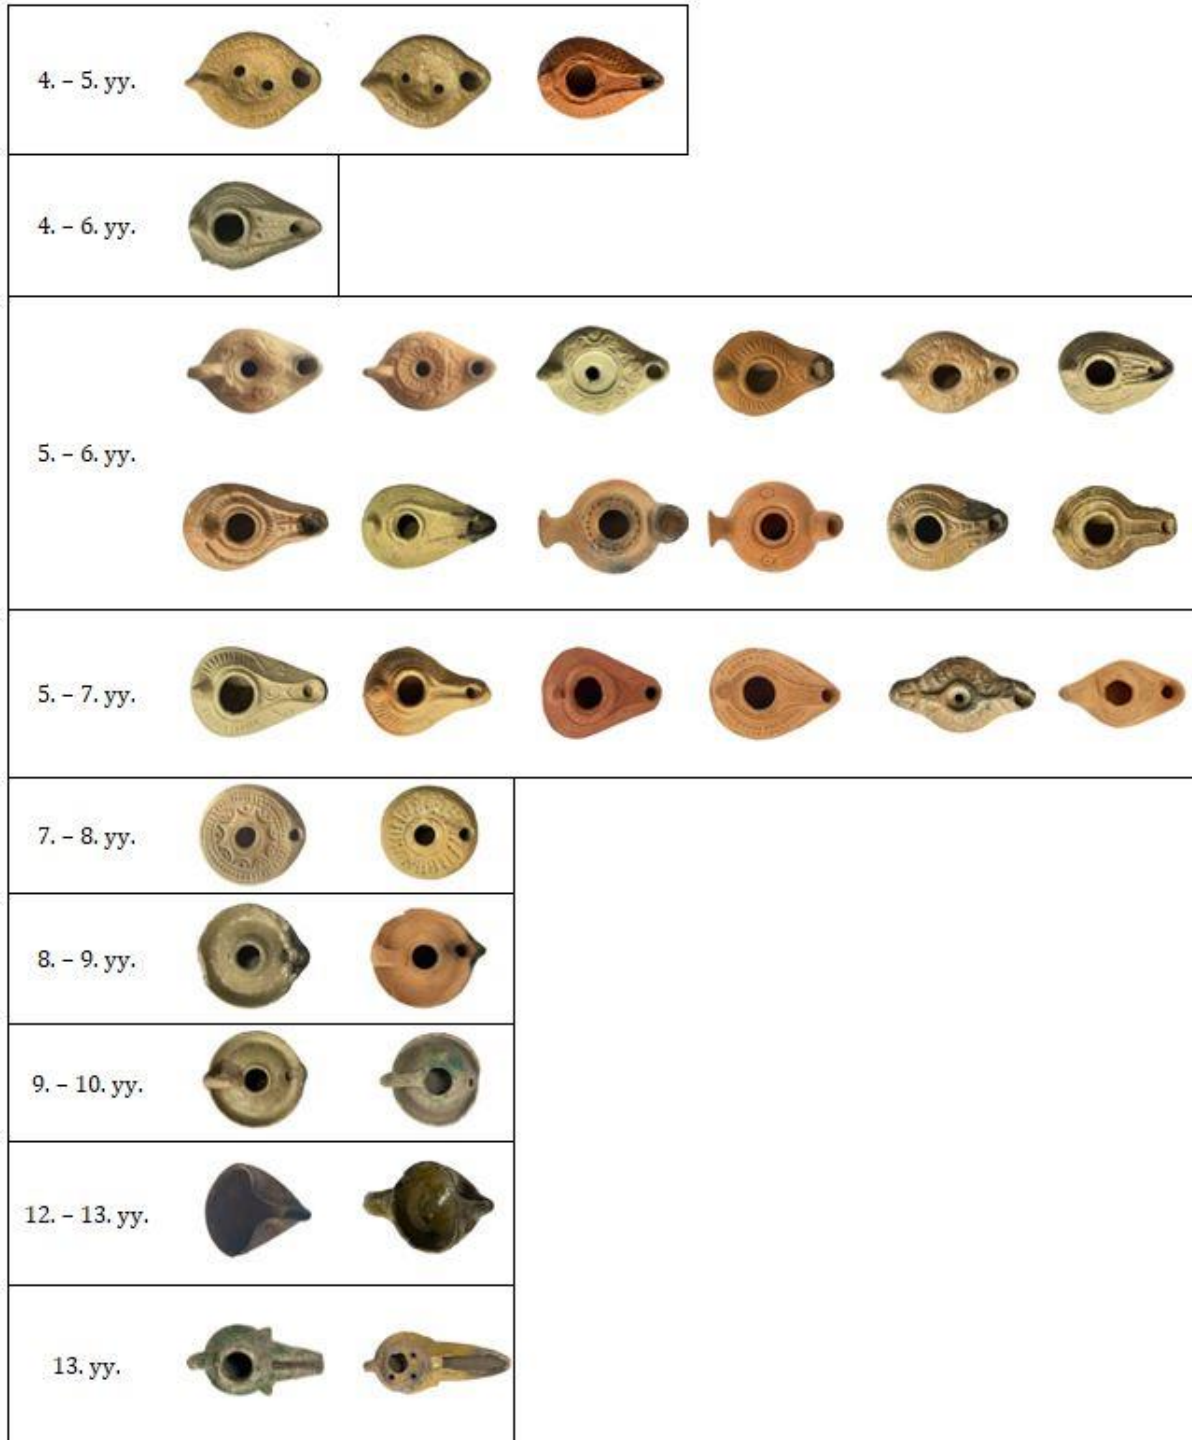 4. – 5. yy.
4. – 6. yy.
5. – 6. yy.
5. – 7. yy.
7. – 8. yy.
8. – 9. yy.
9. – 10. yy.
12. – 13. yy.
13. yy.